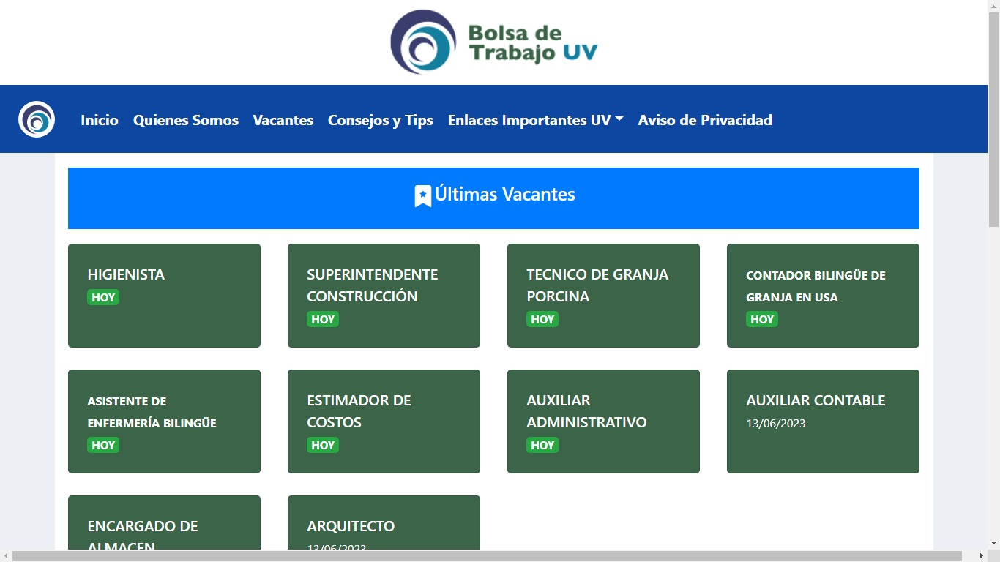 Bolsa de
Trabajo UV
Inicio Quienes Somos Vacantes Consejos y Tips Enlaces Importantes UV Aviso de Privacidad
Últimas Vacantes
HIGIENISTA
HOY
SUPERINTENDENTE
CONSTRUCCIÓN
HOY
TECNICO DE GRANJA
PORCINA
HOY
CONTADOR BILINGÜE DE
GRANJA EN USA
HOY
ASISTENTE DE
ENFERMERÍA BILINGÜE
HOY
ESTIMADOR DE
COSTOS
HOY
AUXILIAR
ADMINISTRATIVO
HOY
AUXILIAR CONTABLE
13/06/2023
ENCARGADO DE
ALMACEN
ARQUITECTO
13/06/2023